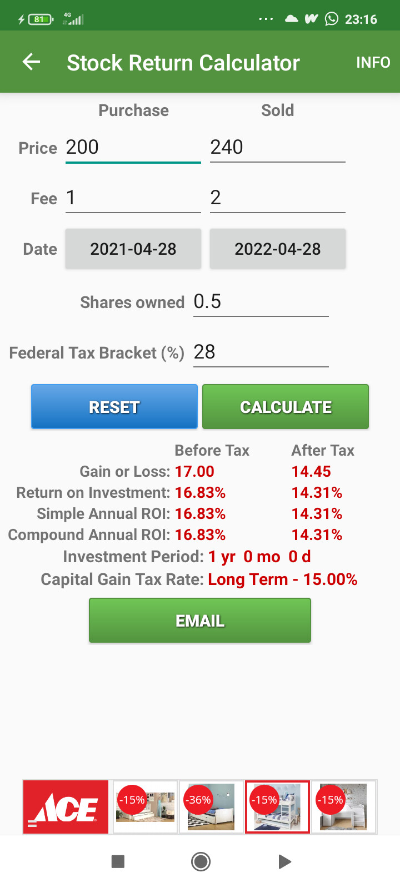 81 4G ... 23:16
Stock Return Calculator INFO
Purchase Sold
Price 200 240
Fee 1 2
Date 2021-04-28 2022-04-28
Shares owned 0.5
Federal Tax Bracket (%) 28
RESET CALCULATE
Before Tax After Tax
Gain or Loss: 17.00 14.45
Return on Investment: 16.83% 14.31%
Simple Annual ROI: 16.83% 14.31%
Compound Annual ROI: 16.83% 14.31%
Investment Period: 1 yr 0 mo 0 d
Capital Gain Tax Rate: Long Term - 15.00%
EMAIL
ACE -15% -36% -15% -15%